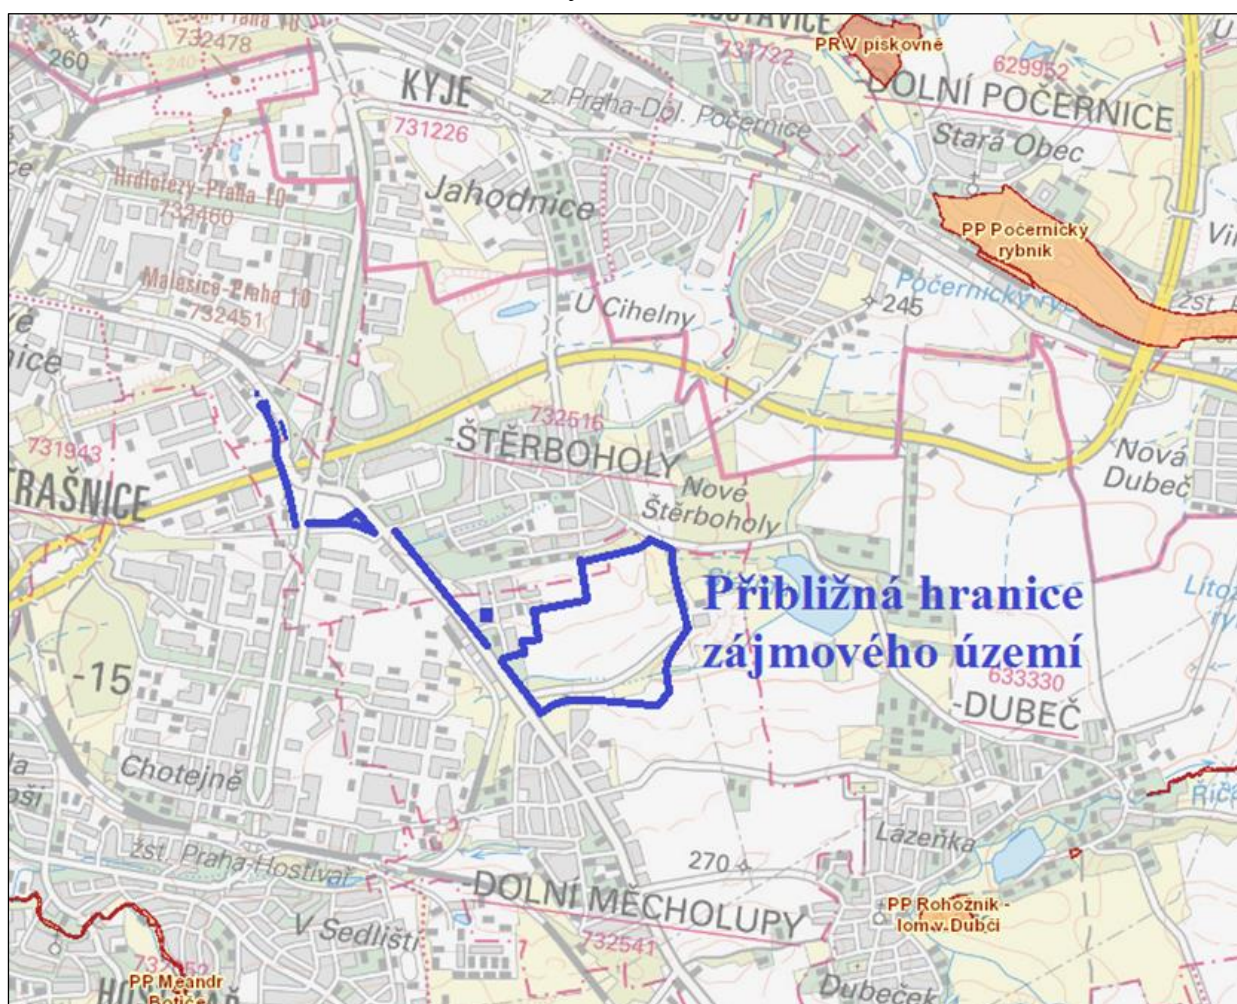 732478
PR V pískovně
260
731722
629952
KYJE
z. Praha-Dol. Počernice
-DOLNÍ POČERNICE
731226
Stará Obec
Hrdlořezy-Praha 10
732460
Jahodnice
PP Počernický
rybník
Malešice-Praha 10
732451
U Cihelny
245
732516
731943
-ŠTĚRBOHOLY
Nová
Dubeč
Nové
Štěrboholy
Přibližná hranice
zájmového území
633330
-15
-DUBEČ
Chotejně
Lázeňka
žst. Praha-Hostivař
270
-DOLNÍ MĚCHOLUPY
PP Rohožník -
lom v Dubči
V Sedlišti
732541
PP Meandr
Botiče
Dubeček